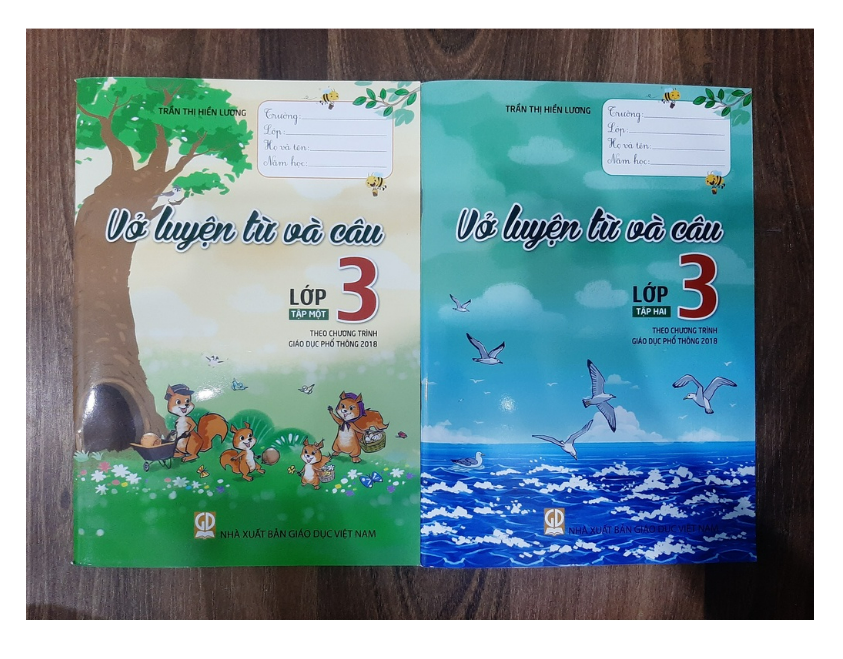 TRẦN THỊ HIỀN LƯƠNG
Trường:
Lớp:
Họ và tên:
Năm học:
Vở luyện từ và câu
LỚP 3
TẬP MỘT
THEO CHƯƠNG TRÌNH
GIÁO DỤC PHỔ THÔNG 2018
GD
NHÀ XUẤT BẢN GIÁO DỤC VIỆT NAM
TRẦN THỊ HIỀN LƯƠNG
Trường:
Lớp:
Họ và tên:
Năm học:
Vở luyện từ và câu
LỚP 3
TẬP HAI
THEO CHƯƠNG TRÌNH
GIÁO DỤC PHỔ THÔNG 2018
GD
NHÀ XUẤT BẢN GIÁO DỤC VIỆT NAM